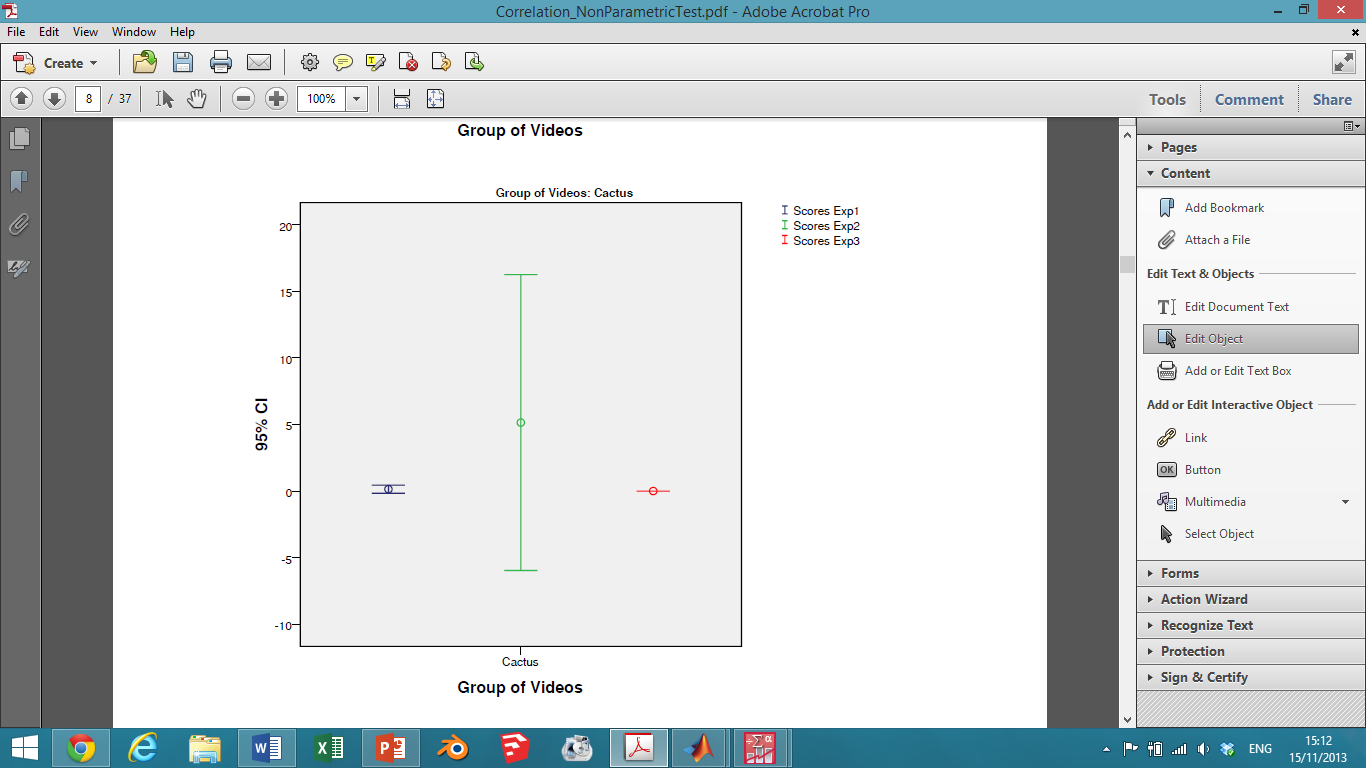 Correlation_NonParametricTest.pdf - Adobe Acrobat Pro
File Edit View Window Help
Create
8 / 37
100%
Tools Comment Share
Group of Videos
Group of Videos: Cactus
Scores Exp1
Scores Exp2
Scores Exp3
95% CI
20
15
10
5
0
-5
-10
Cactus
Group of Videos
Pages
Content
Add Bookmark
Attach a File
Edit Text & Objects
Edit Document Text
Edit Object
Add or Edit Text Box
Add or Edit Interactive Object
Link
OK Button
Multimedia
Select Object
Forms
Action Wizard
Recognize Text
Protection
Sign & Certify
ENG
15:12
15/11/2013